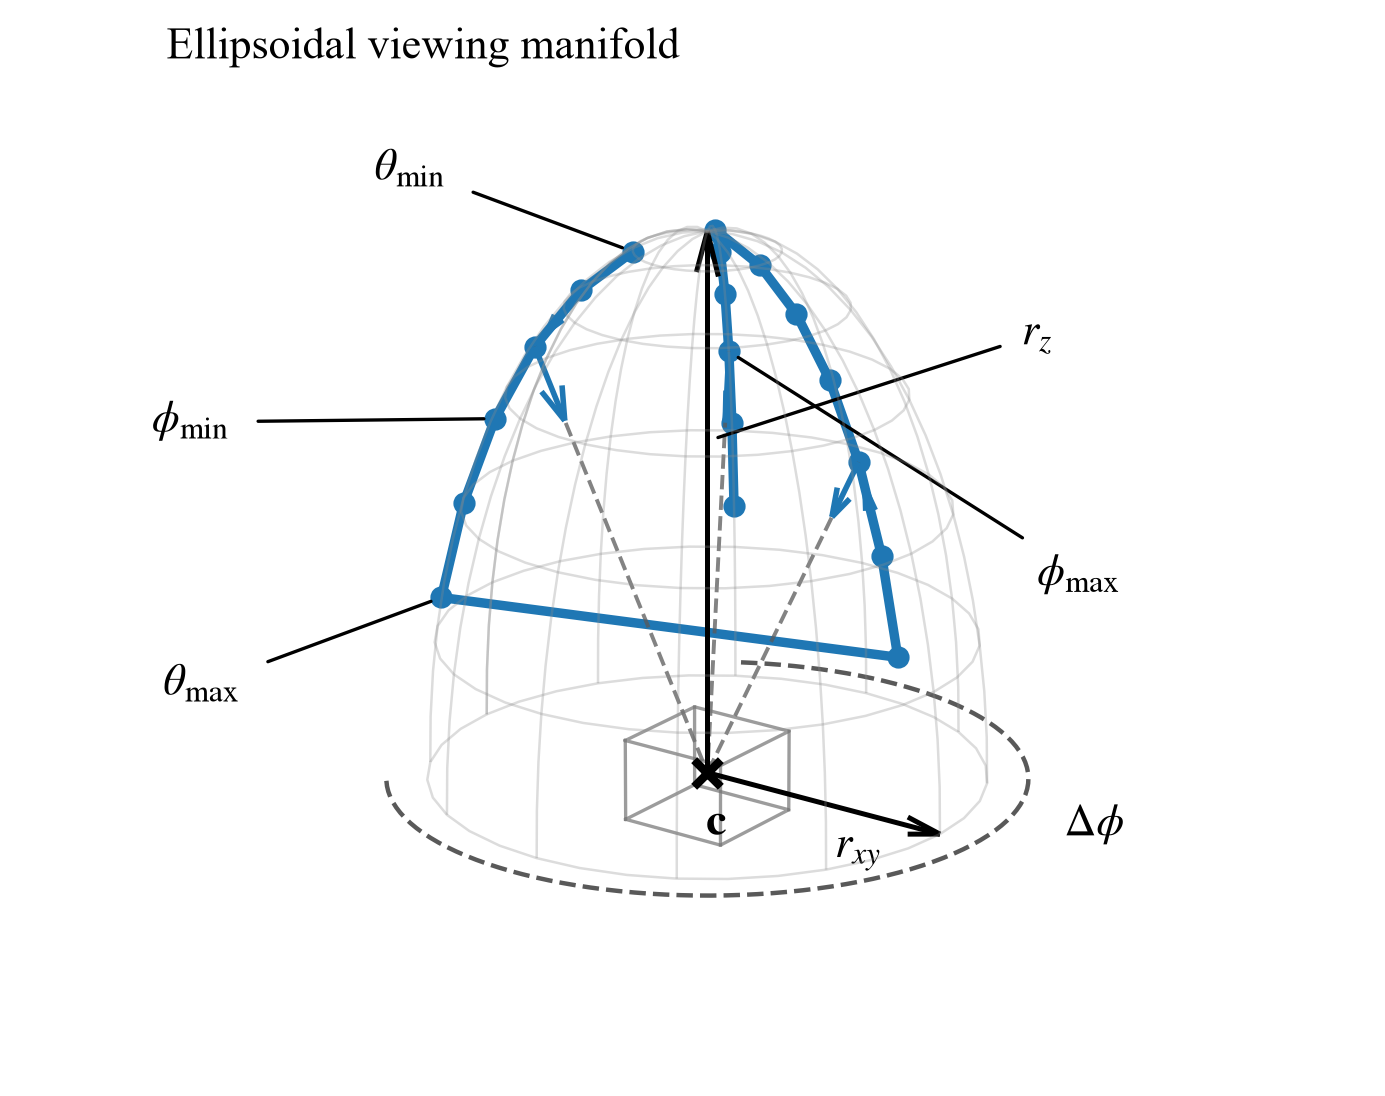 Ellipsoidal viewing manifold
θmin
rz
ϕmin
ϕmax
θmax
c
rxy
Δϕ